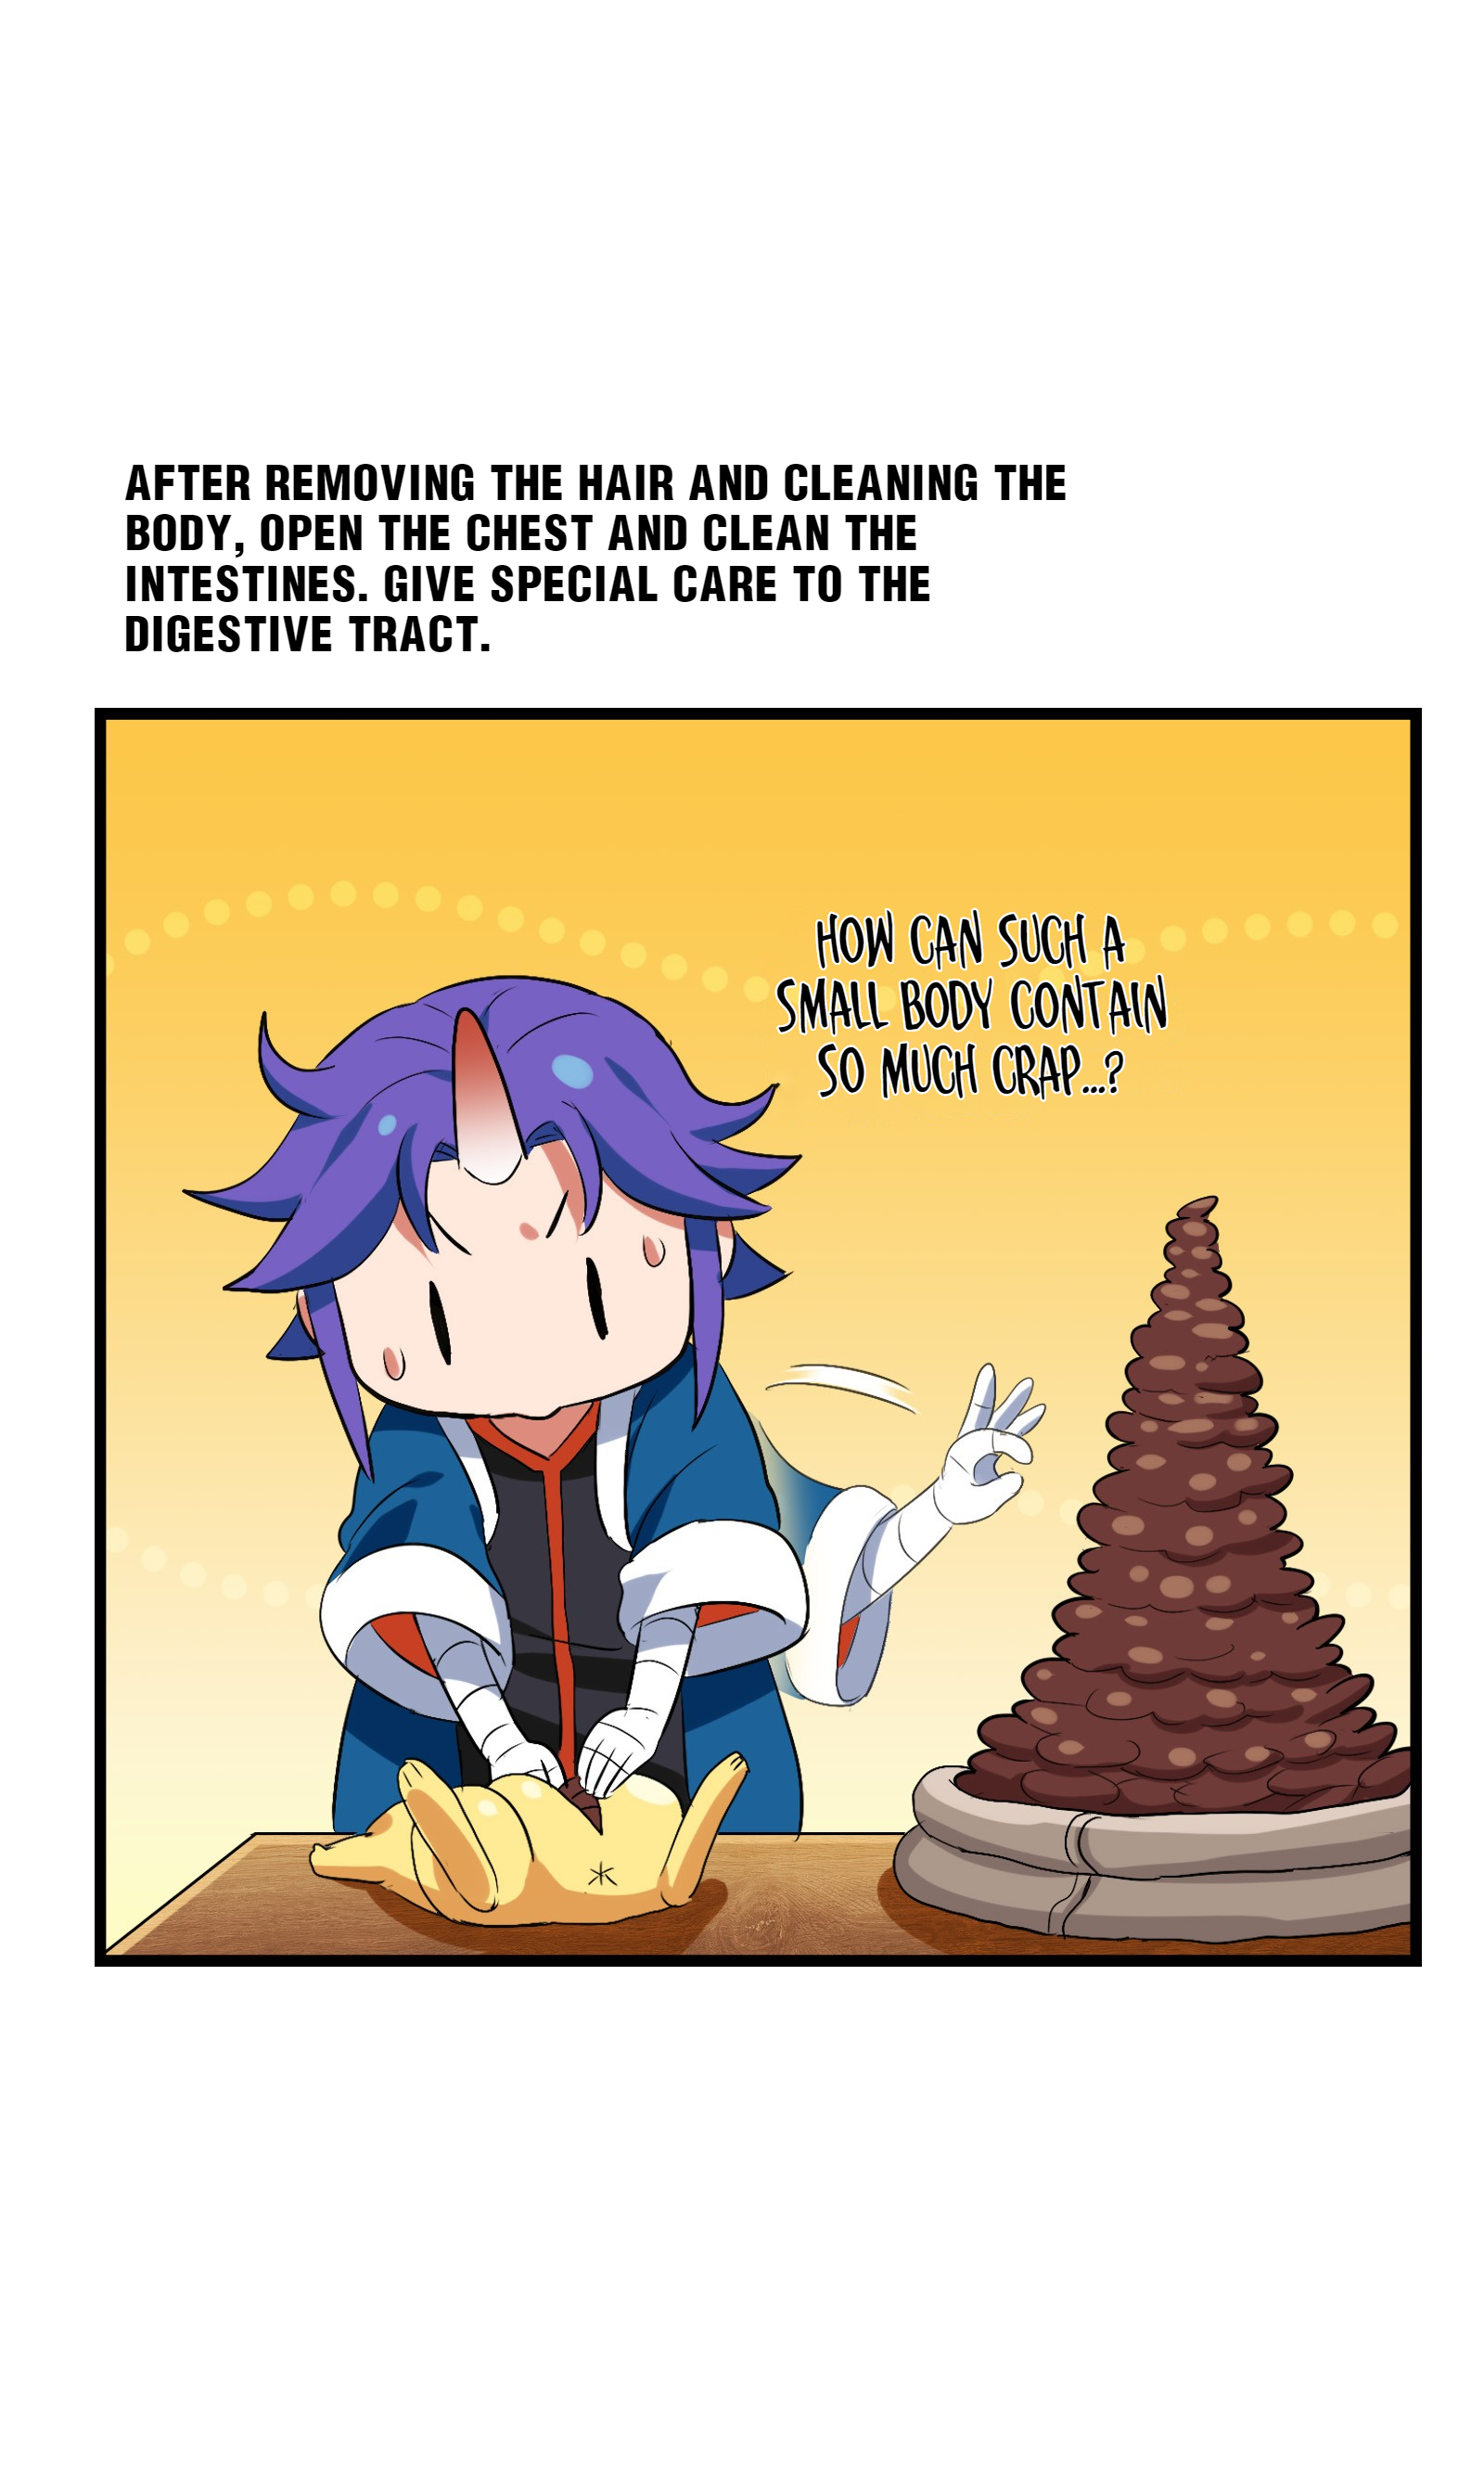 AFTER REMOVING THE HAIR AND CLEANING THE
BODY, OPEN THE CHEST AND CLEAN THE
INTESTINES. GIVE SPECIAL CARE TO THE
DIGESTIVE TRACT.
HOW CAN SUCH A
SMALL BODY CONTAIN
SO MUCH CRAP...?